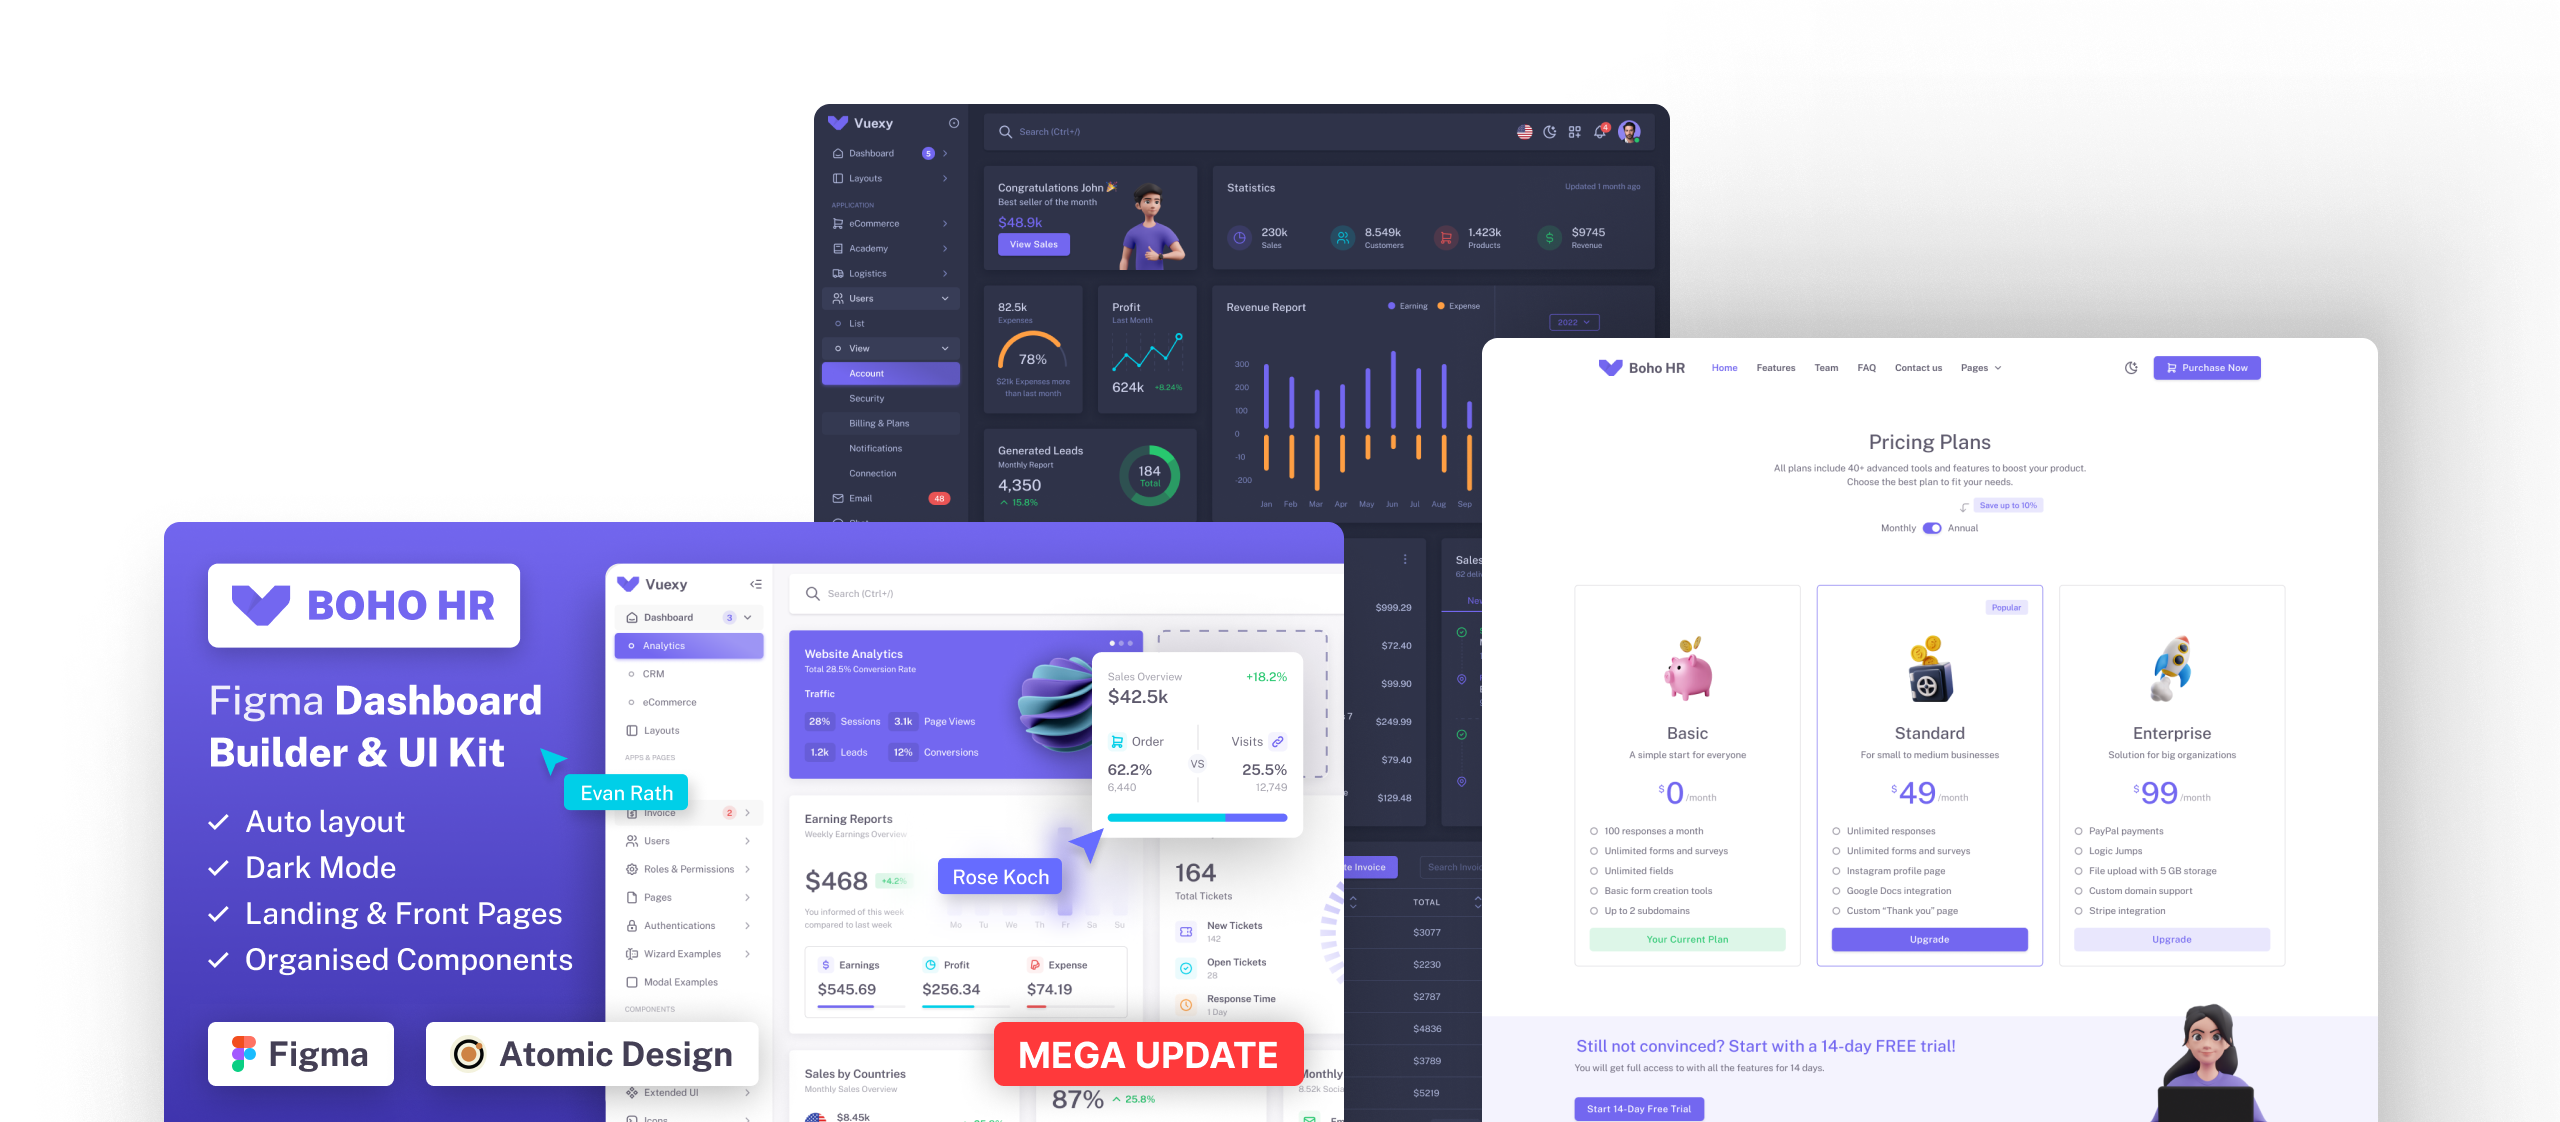 Vuexy
Dashboard 5
Layouts
APPLICATION
eCommerce
Academy
Logistics
Users
List
View
Account
Security
Billing & Plans
Notifications
Connection
Email 48
Search (Ctrl+/)
4
Congratulations John
Best seller of the month
$48.9k
View Sales
Statistics
Updated 1 month ago
230k
Sales
8.549k
Customers
1.423k
Products
$9745
Revenue
82.5k
Expenses
78%
$21k Expenses more
than last month
Profit
Last Month
624k +8.24%
Revenue Report
Earning Expense
2022
300
200
100
0
-10
-200
Jan Feb Mar Apr May Jun Jul Aug Sep
Generated Leads
Monthly Report
4,350
15.8%
184
Total
$999.29
$72.40
$99.90
$249.99
$79.40
$129.48
Sales
Invoice
TOTAL
$3077
$2230
$2787
$4836
$3789
$5219
BOHO HR
Figma Dashboard
Builder & UI Kit
Evan Rath
Auto layout
Dark Mode
Landing & Front Pages
Organised Components
Figma
Atomic Design
Vuexy
Dashboard 3
Analytics
CRM
eCommerce
Layouts
APPS & PAGES
Invoice 2
Users
Roles & Permissions
Pages
Authentications
Wizard Examples
Modal Examples
COMPONENTS
Extended UI
Icons
Search (Ctrl+/)
Website Analytics
Total 28.5% Conversion Rate
Traffic
28% Sessions 3.1k Page Views
1.2k Leads 12% Conversions
Sales Overview +18.2%
$42.5k
Order Visits
VS
62.2% 25.5%
6,440 12,749
Earning Reports
Weekly Earnings Overview
$468 +4.2%
You informed of this week
compared to last week
Mo Tu We Th Fr Sa Su
Rose Koch
Earnings Profit Expense
$545.69 $256.34 $74.19
164
Total Tickets
New Tickets
142
Open Tickets
28
Response Time
1 Day
MEGA UPDATE
Sales by Countries
Monthly Sales Overview
$8.45k
87% 25.8%
Monthly
8.52k
Boho HR
Home Features Team FAQ Contact us Pages
Purchase Now
Pricing Plans
All plans include 40+ advanced tools and features to boost your product.
Choose the best plan to fit your needs.
Save up to 10%
Monthly Annual
Basic
A simple start for everyone
$0/month
100 responses a month
Unlimited forms and surveys
Unlimited fields
Basic form creation tools
Up to 2 subdomains
Your Current Plan
Popular
Standard
For small to medium businesses
$49/month
Unlimited responses
Unlimited forms and surveys
Instagram profile page
Google Docs integration
Custom “Thank you” page
Upgrade
Enterprise
Solution for big organizations
$99/month
PayPal payments
Logic Jumps
File upload with 5 GB storage
Custom domain support
Stripe integration
Upgrade
Still not convinced? Start with a 14-day FREE trial!
You will get full access to with all the features for 14 days.
Start 14-Day Free Trial